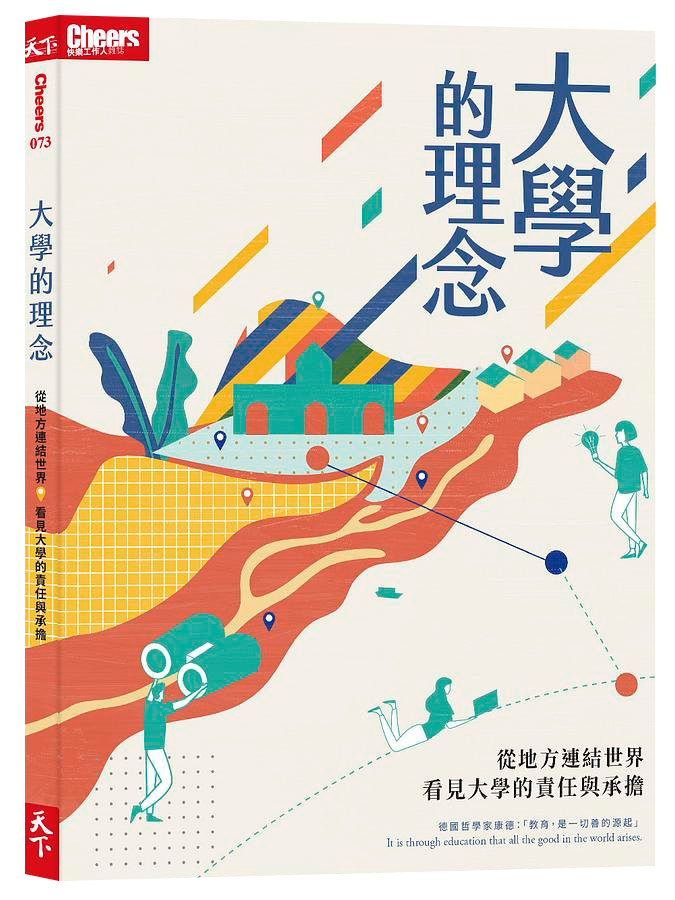 天下
Cheers
快樂工作人雜誌
Cheers
073
大學的理念
從地方連結世界
看見大學的責任與承擔
天下
大學
的理念
從地方連結世界
看見大學的責任與承擔
德國哲學家康德：「教育，是一切善的源起」
It is through education that all the good in the world arises.